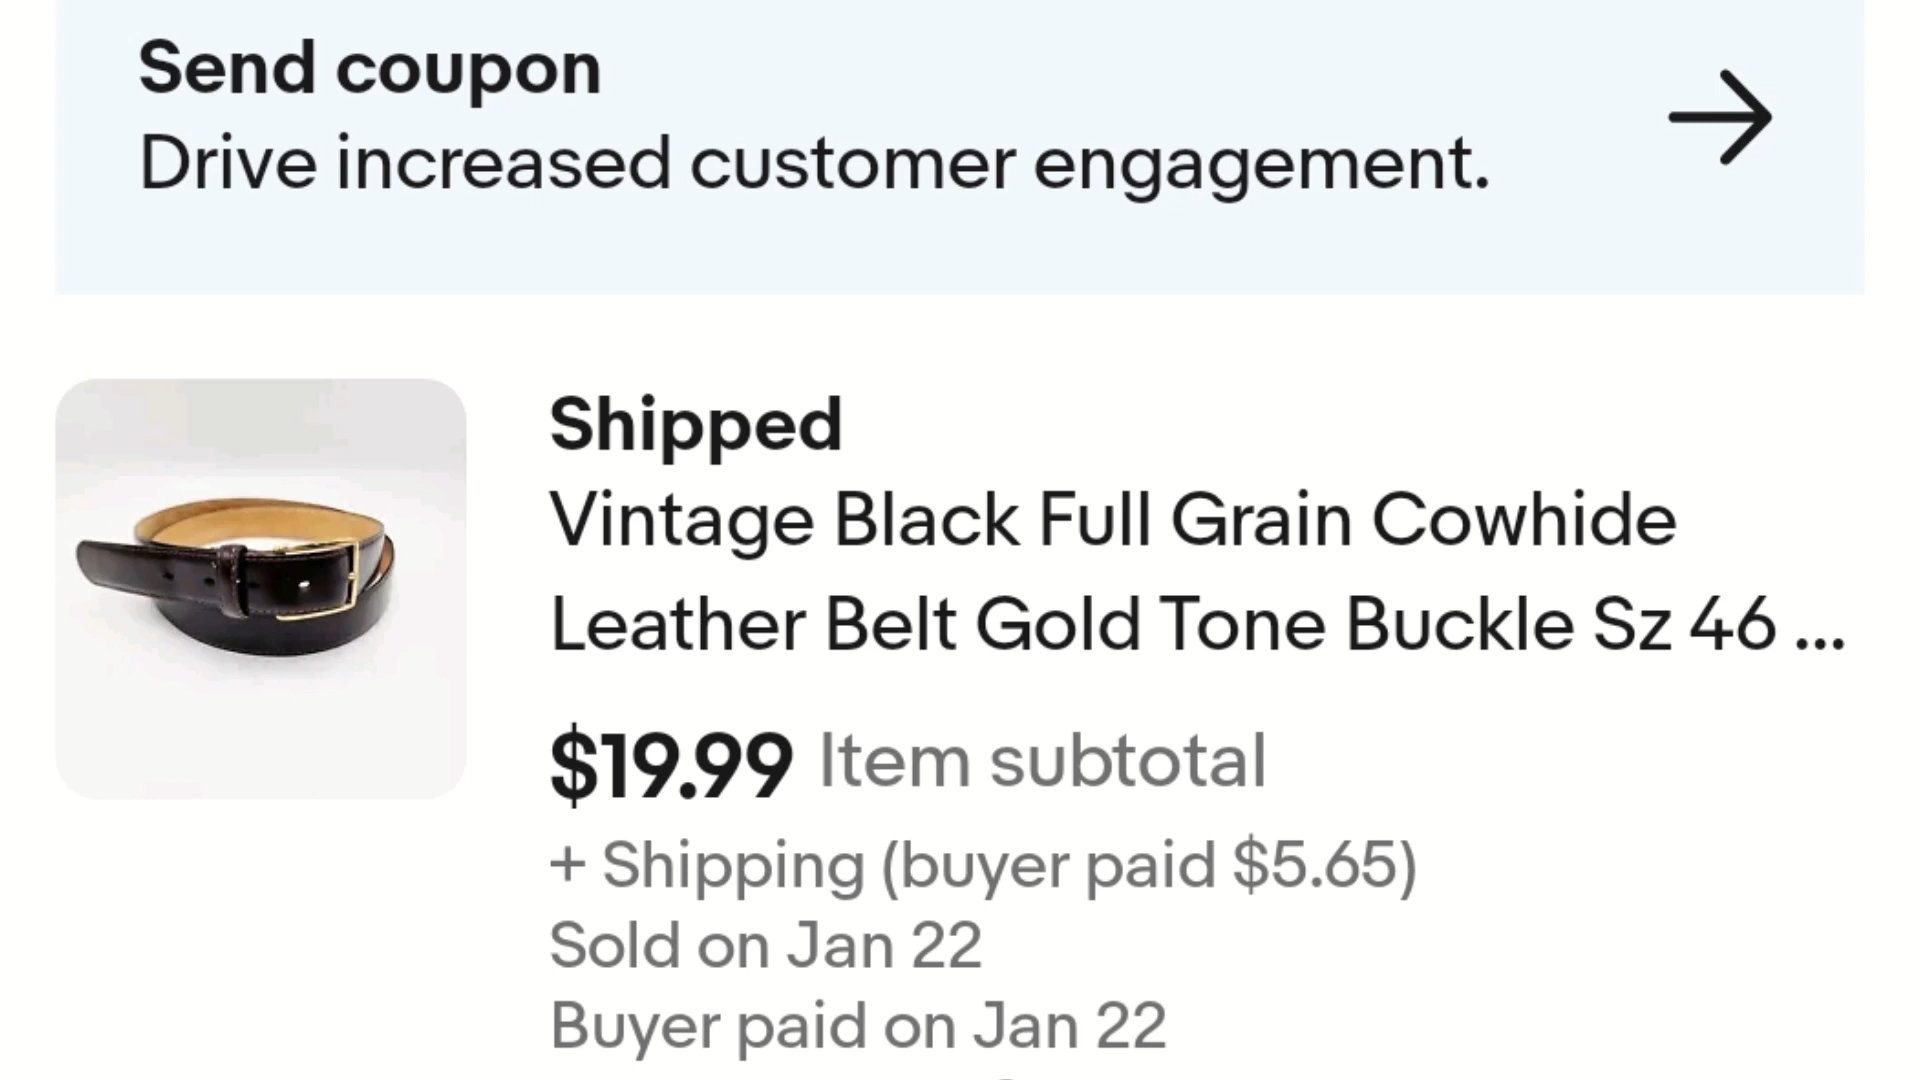 Send coupon
Drive increased customer engagement.
Shipped
Vintage Black Full Grain Cowhide
Leather Belt Gold Tone Buckle Sz 46 ...
$19.99 Item subtotal
+ Shipping (buyer paid $5.65)
Sold on Jan 22
Buyer paid on Jan 22